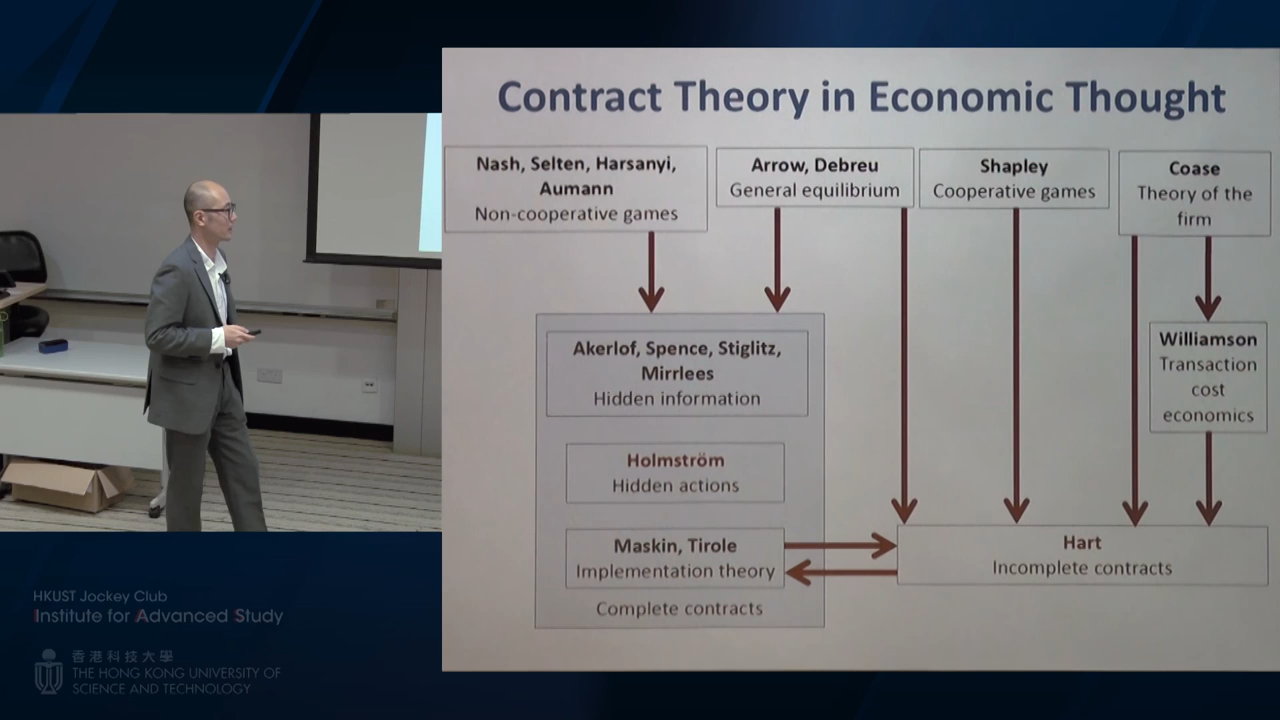 Contract Theory in Economic Thought
Nash, Selten, Harsanyi,
Aumann
Non-cooperative games
Arrow, Debreu
General equilibrium
Shapley
Cooperative games
Coase
Theory of the
firm
Akerlof, Spence, Stiglitz,
Mirrlees
Hidden information
Williamson
Transaction
cost
economics
Holmström
Hidden actions
Maskin, Tirole
Implementation theory
Complete contracts
Hart
Incomplete contracts
HKUST Jockey Club
Institute for Advanced Study
香港科技大學
THE HONG KONG UNIVERSITY OF
SCIENCE AND TECHNOLOGY